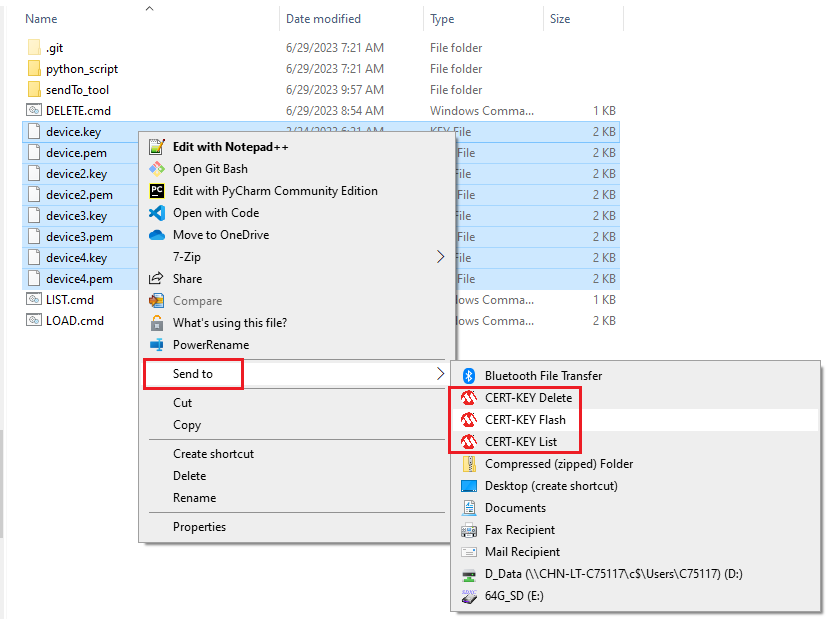 Name Date modified Type Size
.git 6/29/2023 7:21 AM File folder
python_script 6/29/2023 7:21 AM File folder
sendTo_tool 6/29/2023 9:57 AM File folder
DELETE.cmd 6/29/2023 8:54 AM Windows Comma... 1 KB
device.key KEY File 2 KB
device.pem File 2 KB
device2.key File 2 KB
device2.pem File 2 KB
device3.key File 2 KB
device3.pem File 2 KB
device4.key File 2 KB
device4.pem File 2 KB
LIST.cmd Comma... 1 KB
LOAD.cmd Comma... 2 KB
Edit with Notepad++
Open Git Bash
PC Edit with PyCharm Community Edition
Open with Code
Move to OneDrive
7-Zip
Share
Compare
What's using this file?
PowerRename
Send to
Cut
Copy
Create shortcut
Delete
Rename
Properties
Bluetooth File Transfer
CERT-KEY Delete
CERT-KEY Flash
CERT-KEY List
Compressed (zipped) Folder
Desktop (create shortcut)
Documents
Fax Recipient
Mail Recipient
D_Data (\\CHN-LT-C75117\c$\Users\C75117) (D:)
64G_SD (E:)